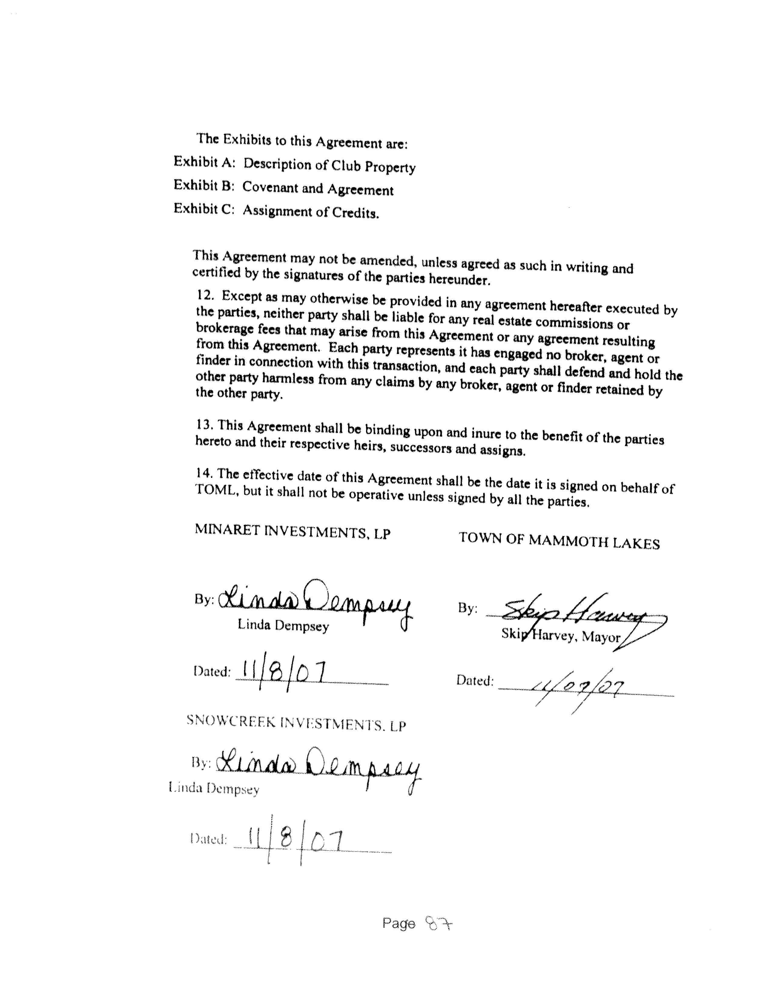 The Exhibits to this Agreement are:
Exhibit A: Description of Club Property
Exhibit B: Covenant and Agreement
Exhibit C: Assignment of Credits.
This Agreement may not be amended, unless agreed as such in writing and
certified by the signatures of the parties hereunder.
12. Except as may otherwise be provided in any agreement hereafter executed by
the parties, neither party shall be liable for any real estate commissions or
brokerage fees that may arise from this Agreement or any agreement resulting
from this Agreement. Each party represents it has engaged no broker, agent or
finder in connection with this transaction, and each party shall defend and hold the
other party harmless from any claims by any broker, agent or finder retained by
the other party.
13. This Agreement shall be binding upon and inure to the benefit of the parties
hereto and their respective heirs, successors and assigns.
14. The effective date of this Agreement shall be the date it is signed on behalf of
TOML, but it shall not be operative unless signed by all the parties.
MINARET INVESTMENTS, LP
By: Linda Dempsey
Linda Dempsey
Dated: 11/8/07
TOWN OF MAMMOTH LAKES
By: Skip Harvey
Skip Harvey, Mayor
Dated: 11/07/07
SNOWCREEK INVESTMENTS. LP
By: Linda Dempsey
Linda Dempsey
Dated: 11/8/07
Page 87